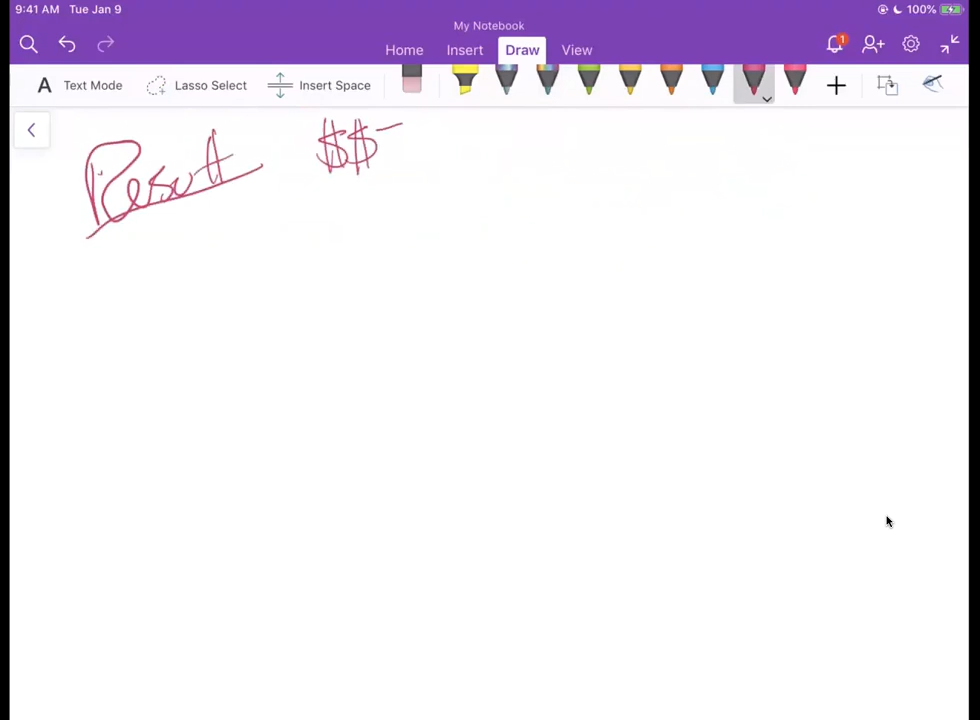 9:41 AM Tue Jan 9 100%
My Notebook
Home Insert Draw View 1
A Text Mode Lasso Select Insert Space
Result $$